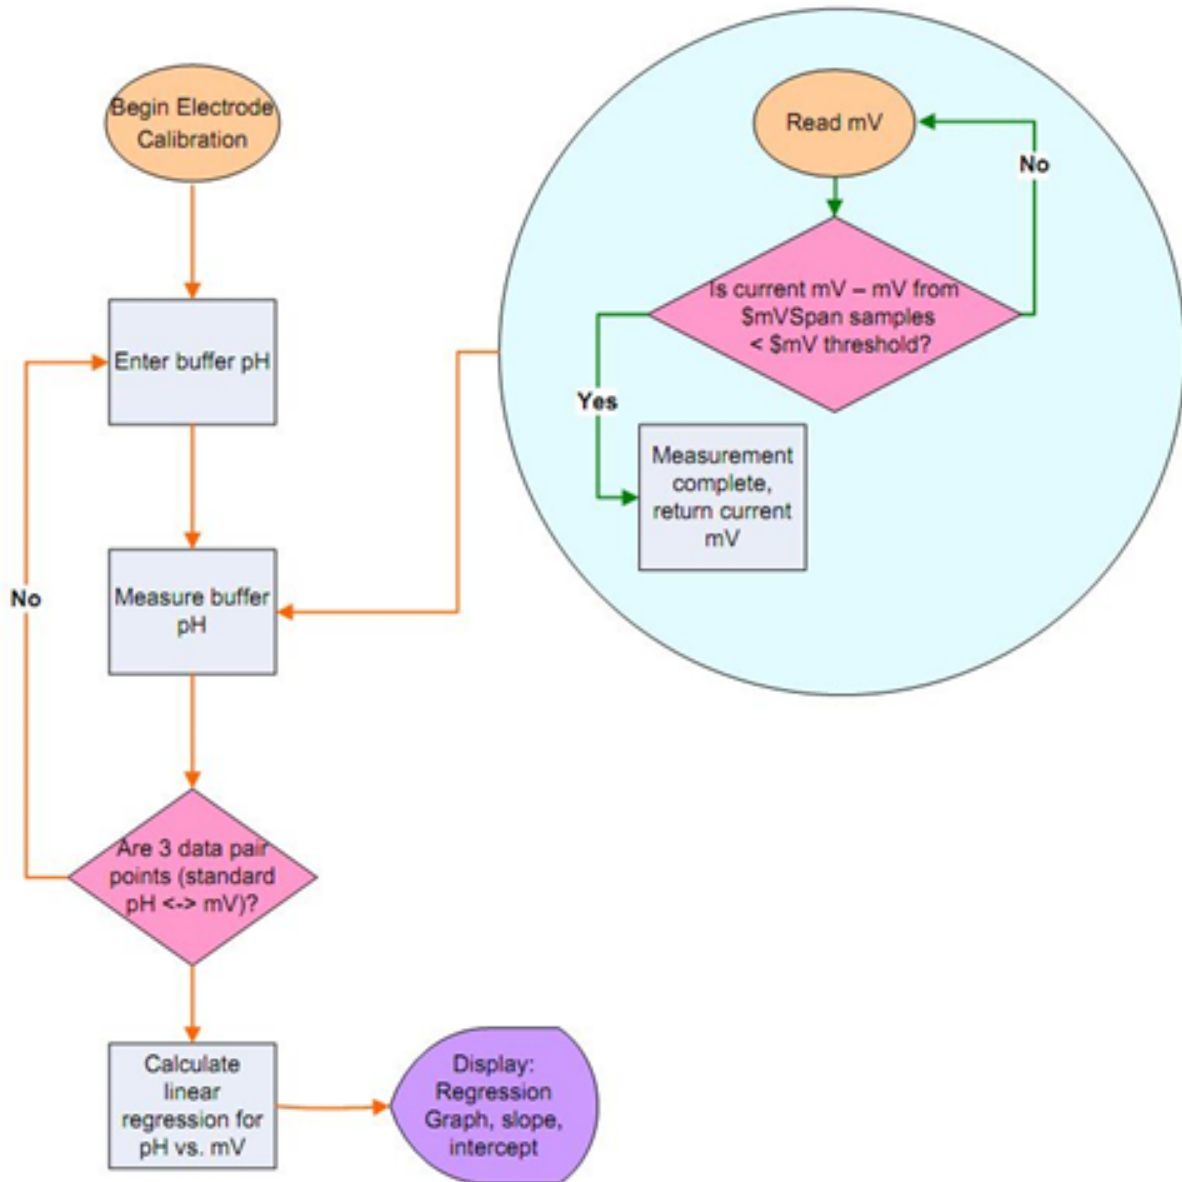 Begin Electrode
Calibration
Enter buffer pH
Measure buffer
pH
No
Are 3 data pair
points (standard
pH <-> mV)?
Calculate
linear
regression for
pH vs. mV
Display:
Regression
Graph, slope,
intercept
Read mV
No
Is current mV – mV from
$mVSpan samples
< $mV threshold?
Yes
Measurement
complete,
return current
mV